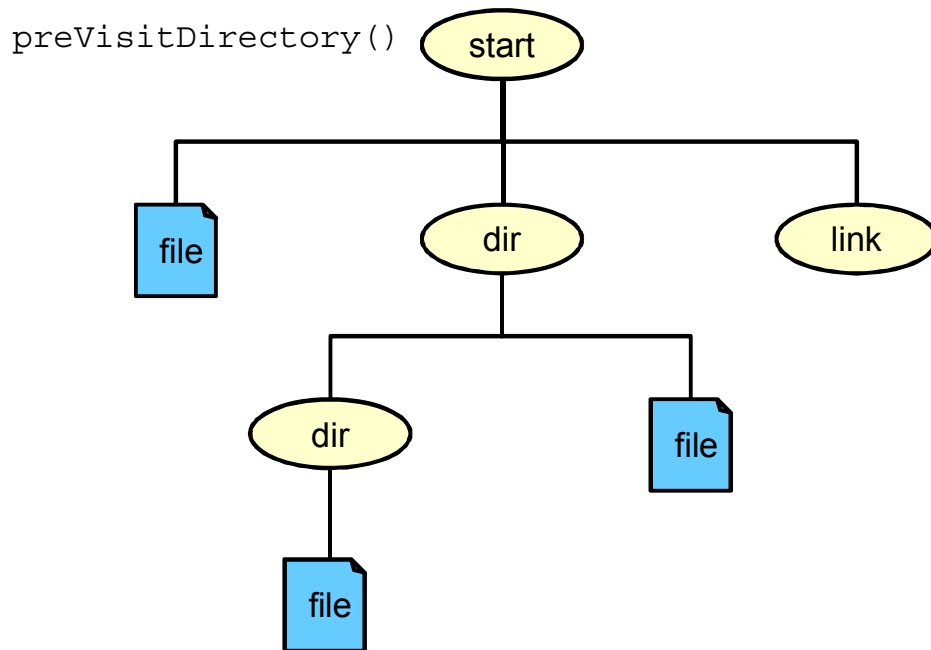 preVisitDirectory()
start
file
dir
link
dir
file
file